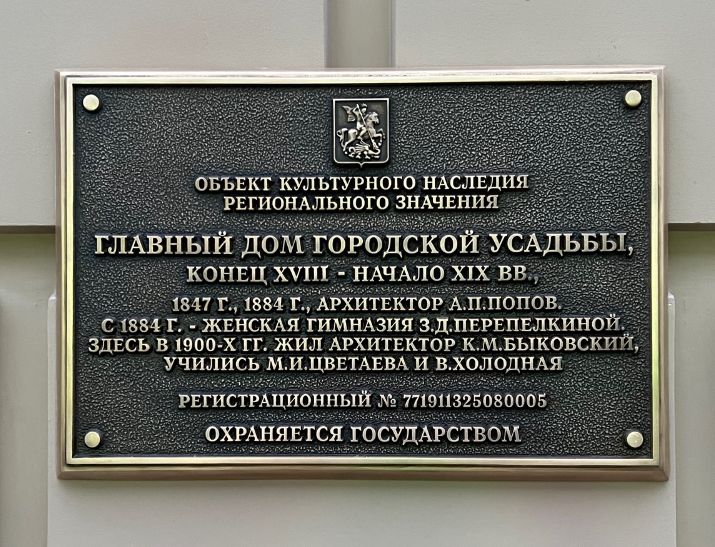 ОБЪЕКТ КУЛЬТУРНОГО НАСЛЕДИЯ
РЕГИОНАЛЬНОГО ЗНАЧЕНИЯ
ГЛАВНЫЙ ДОМ ГОРОДСКОЙ УСАДЬБЫ,
КОНЕЦ XVIII - НАЧАЛО XIX ВВ.,
1847 Г., 1884 Г., АРХИТЕКТОР А.П.ПОПОВ.
С 1884 Г. - ЖЕНСКАЯ ГИМНАЗИЯ З.Д.ПЕРЕПЕЛКИНОЙ.
ЗДЕСЬ В 1900-Х ГГ. ЖИЛ АРХИТЕКТОР К.М.БЫКОВСКИЙ,
УЧИЛИСЬ М.И.ЦВЕТАЕВА И В.ХОЛОДНАЯ
РЕГИСТРАЦИОННЫЙ № 771911325080005
ОХРАНЯЕТСЯ ГОСУДАРСТВОМ